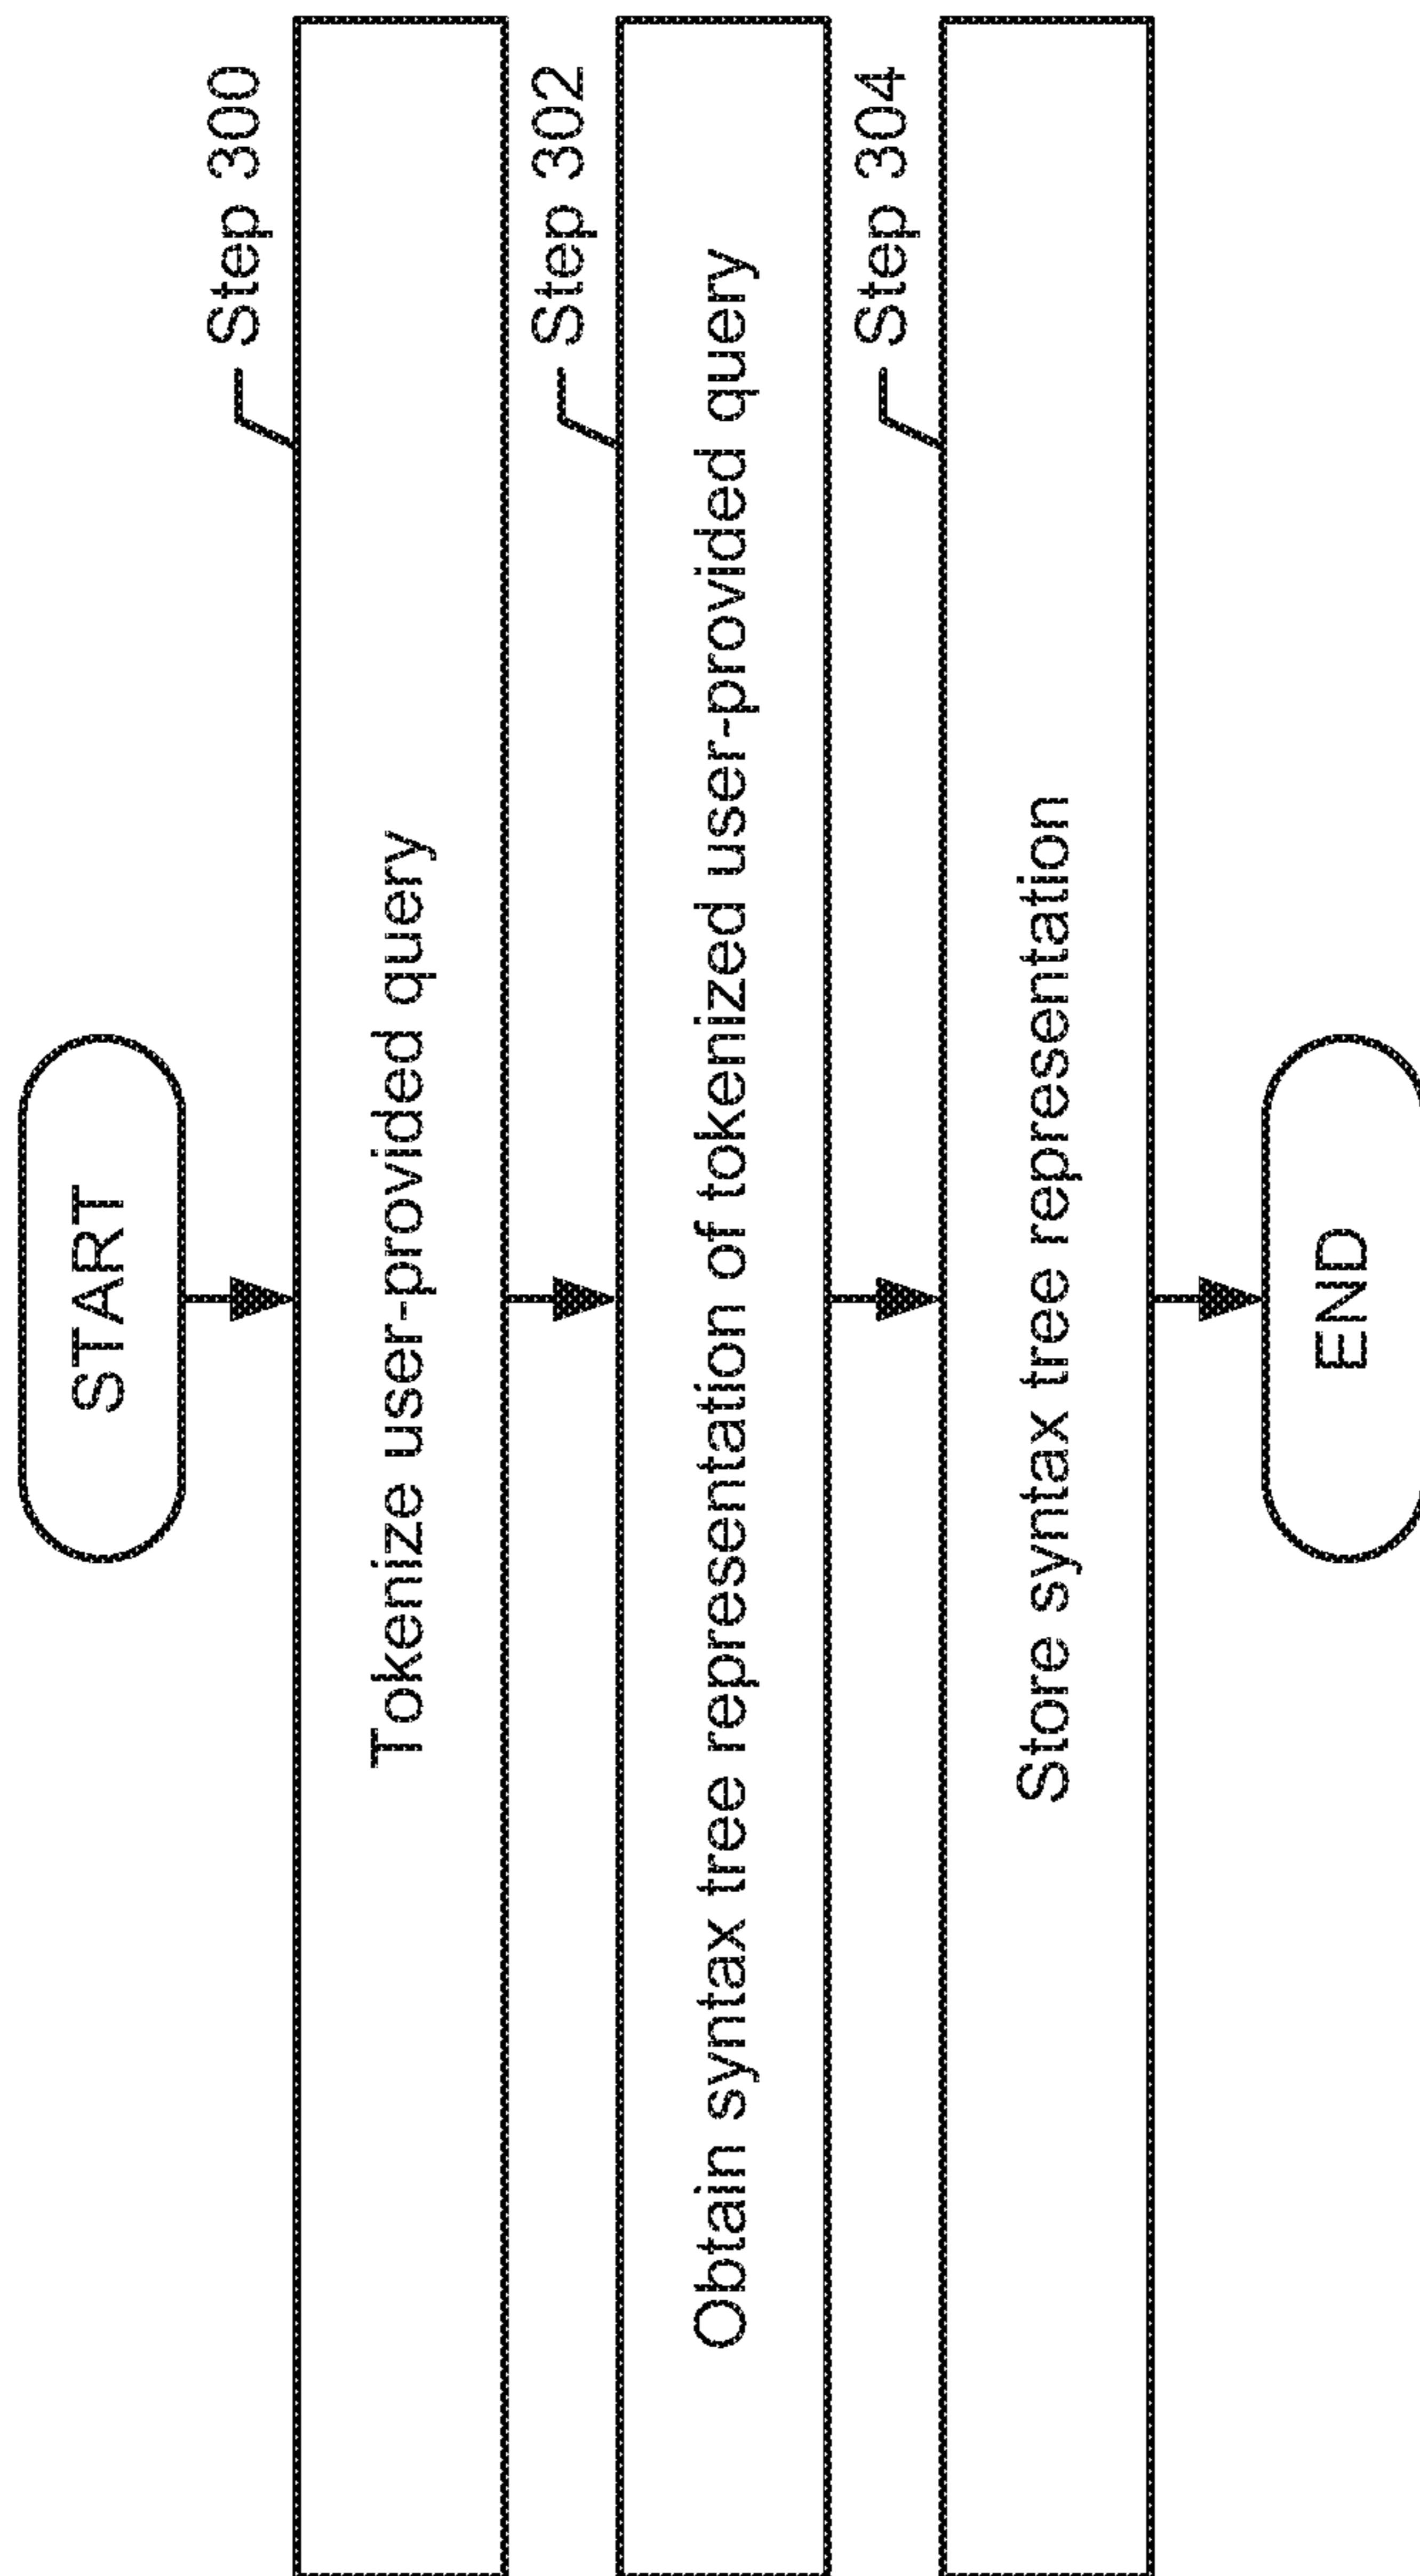 START
Step 300
Tokenize user-provided query
Step 302
Obtain syntax tree representation of tokenized user-provided query
Step 304
Store syntax tree representation
END